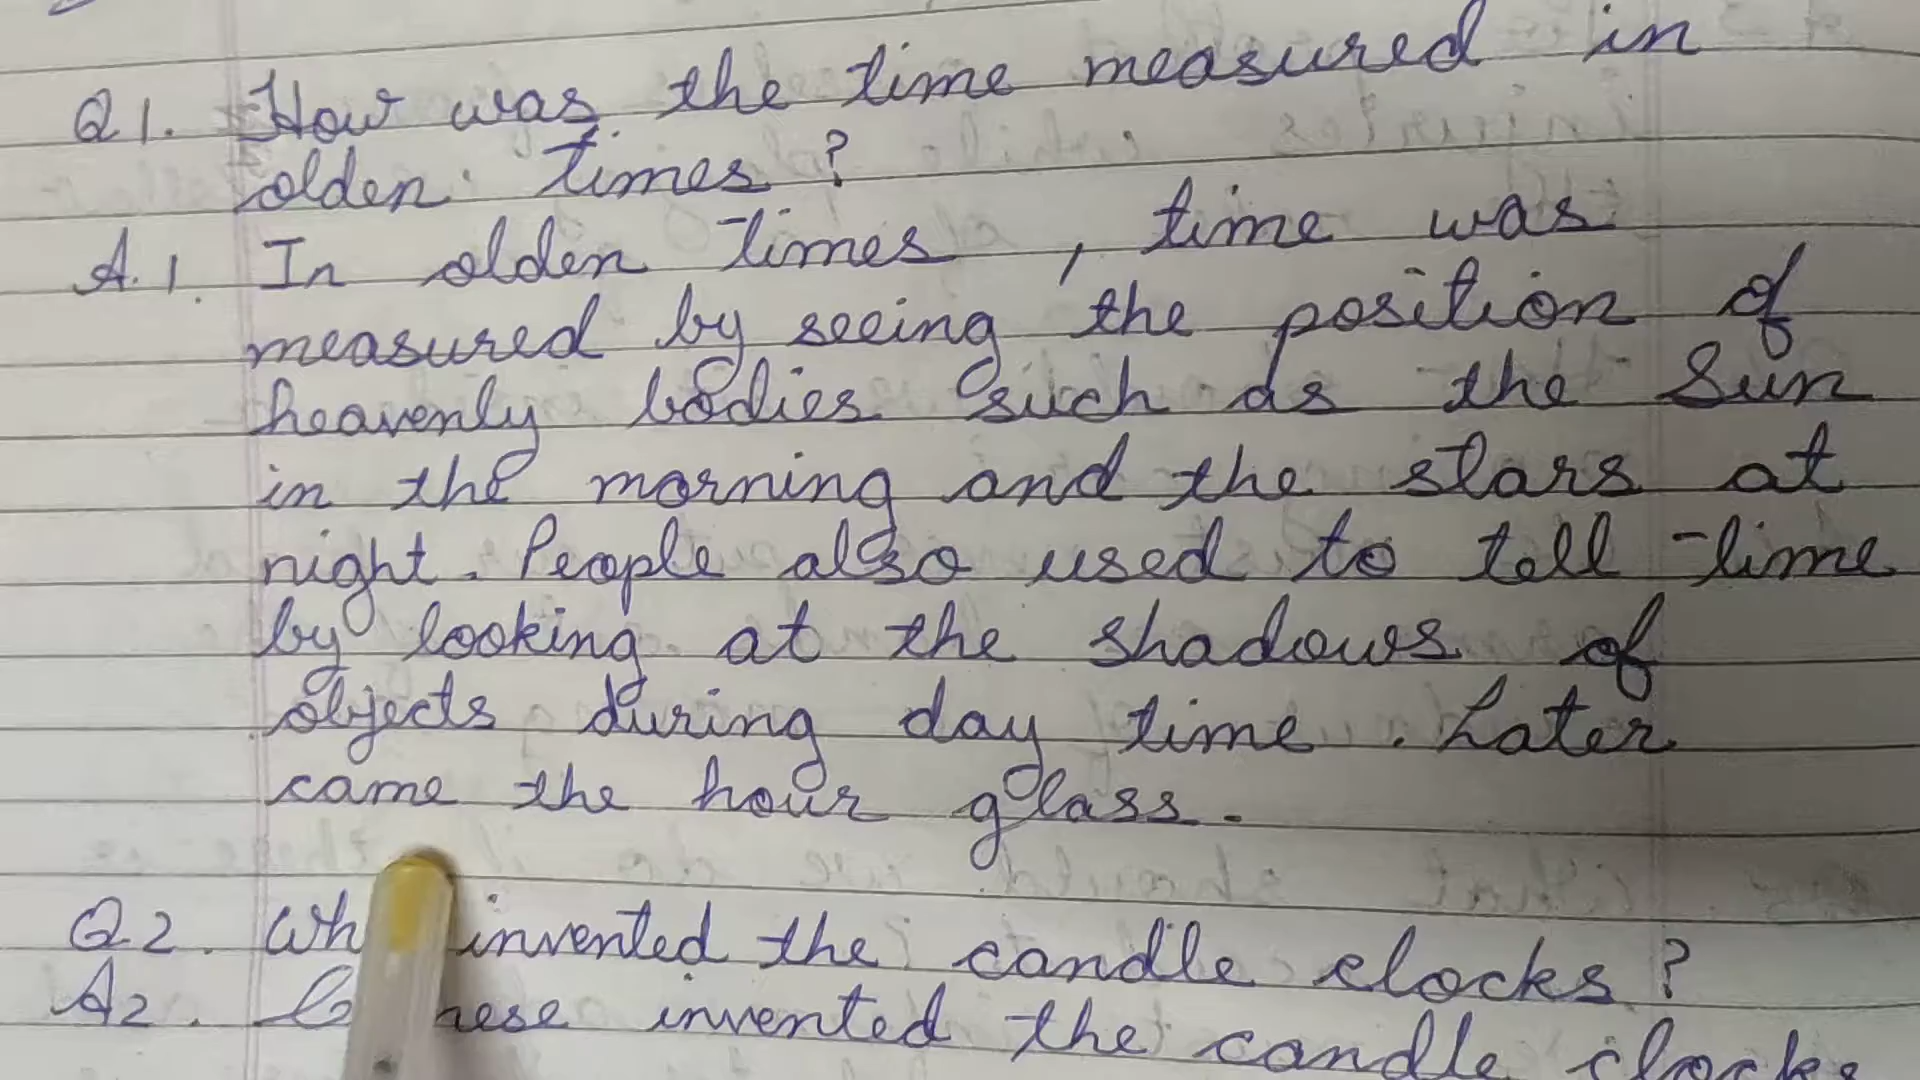 Q1. How was the time measured in
olden times?
A.1. In olden times, time was
measured by seeing the position of
heavenly bodies such as the Sun
in the morning and the stars at
night. People also used to tell time
by looking at the shadows of
objects during day time. Later
came the hour glass.
Q2. invented the candle clocks?
A2. invented the candle clocks